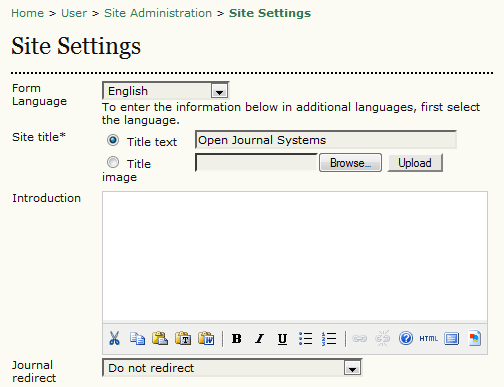 Home > User > Site Administration > Site Settings
Site Settings
Form Language
English
To enter the information below in additional languages, first select
the language.
Site title*
Title text
Open Journal Systems
Title image
Browse...
Upload
Introduction
B I U
HTML
Journal redirect
Do not redirect